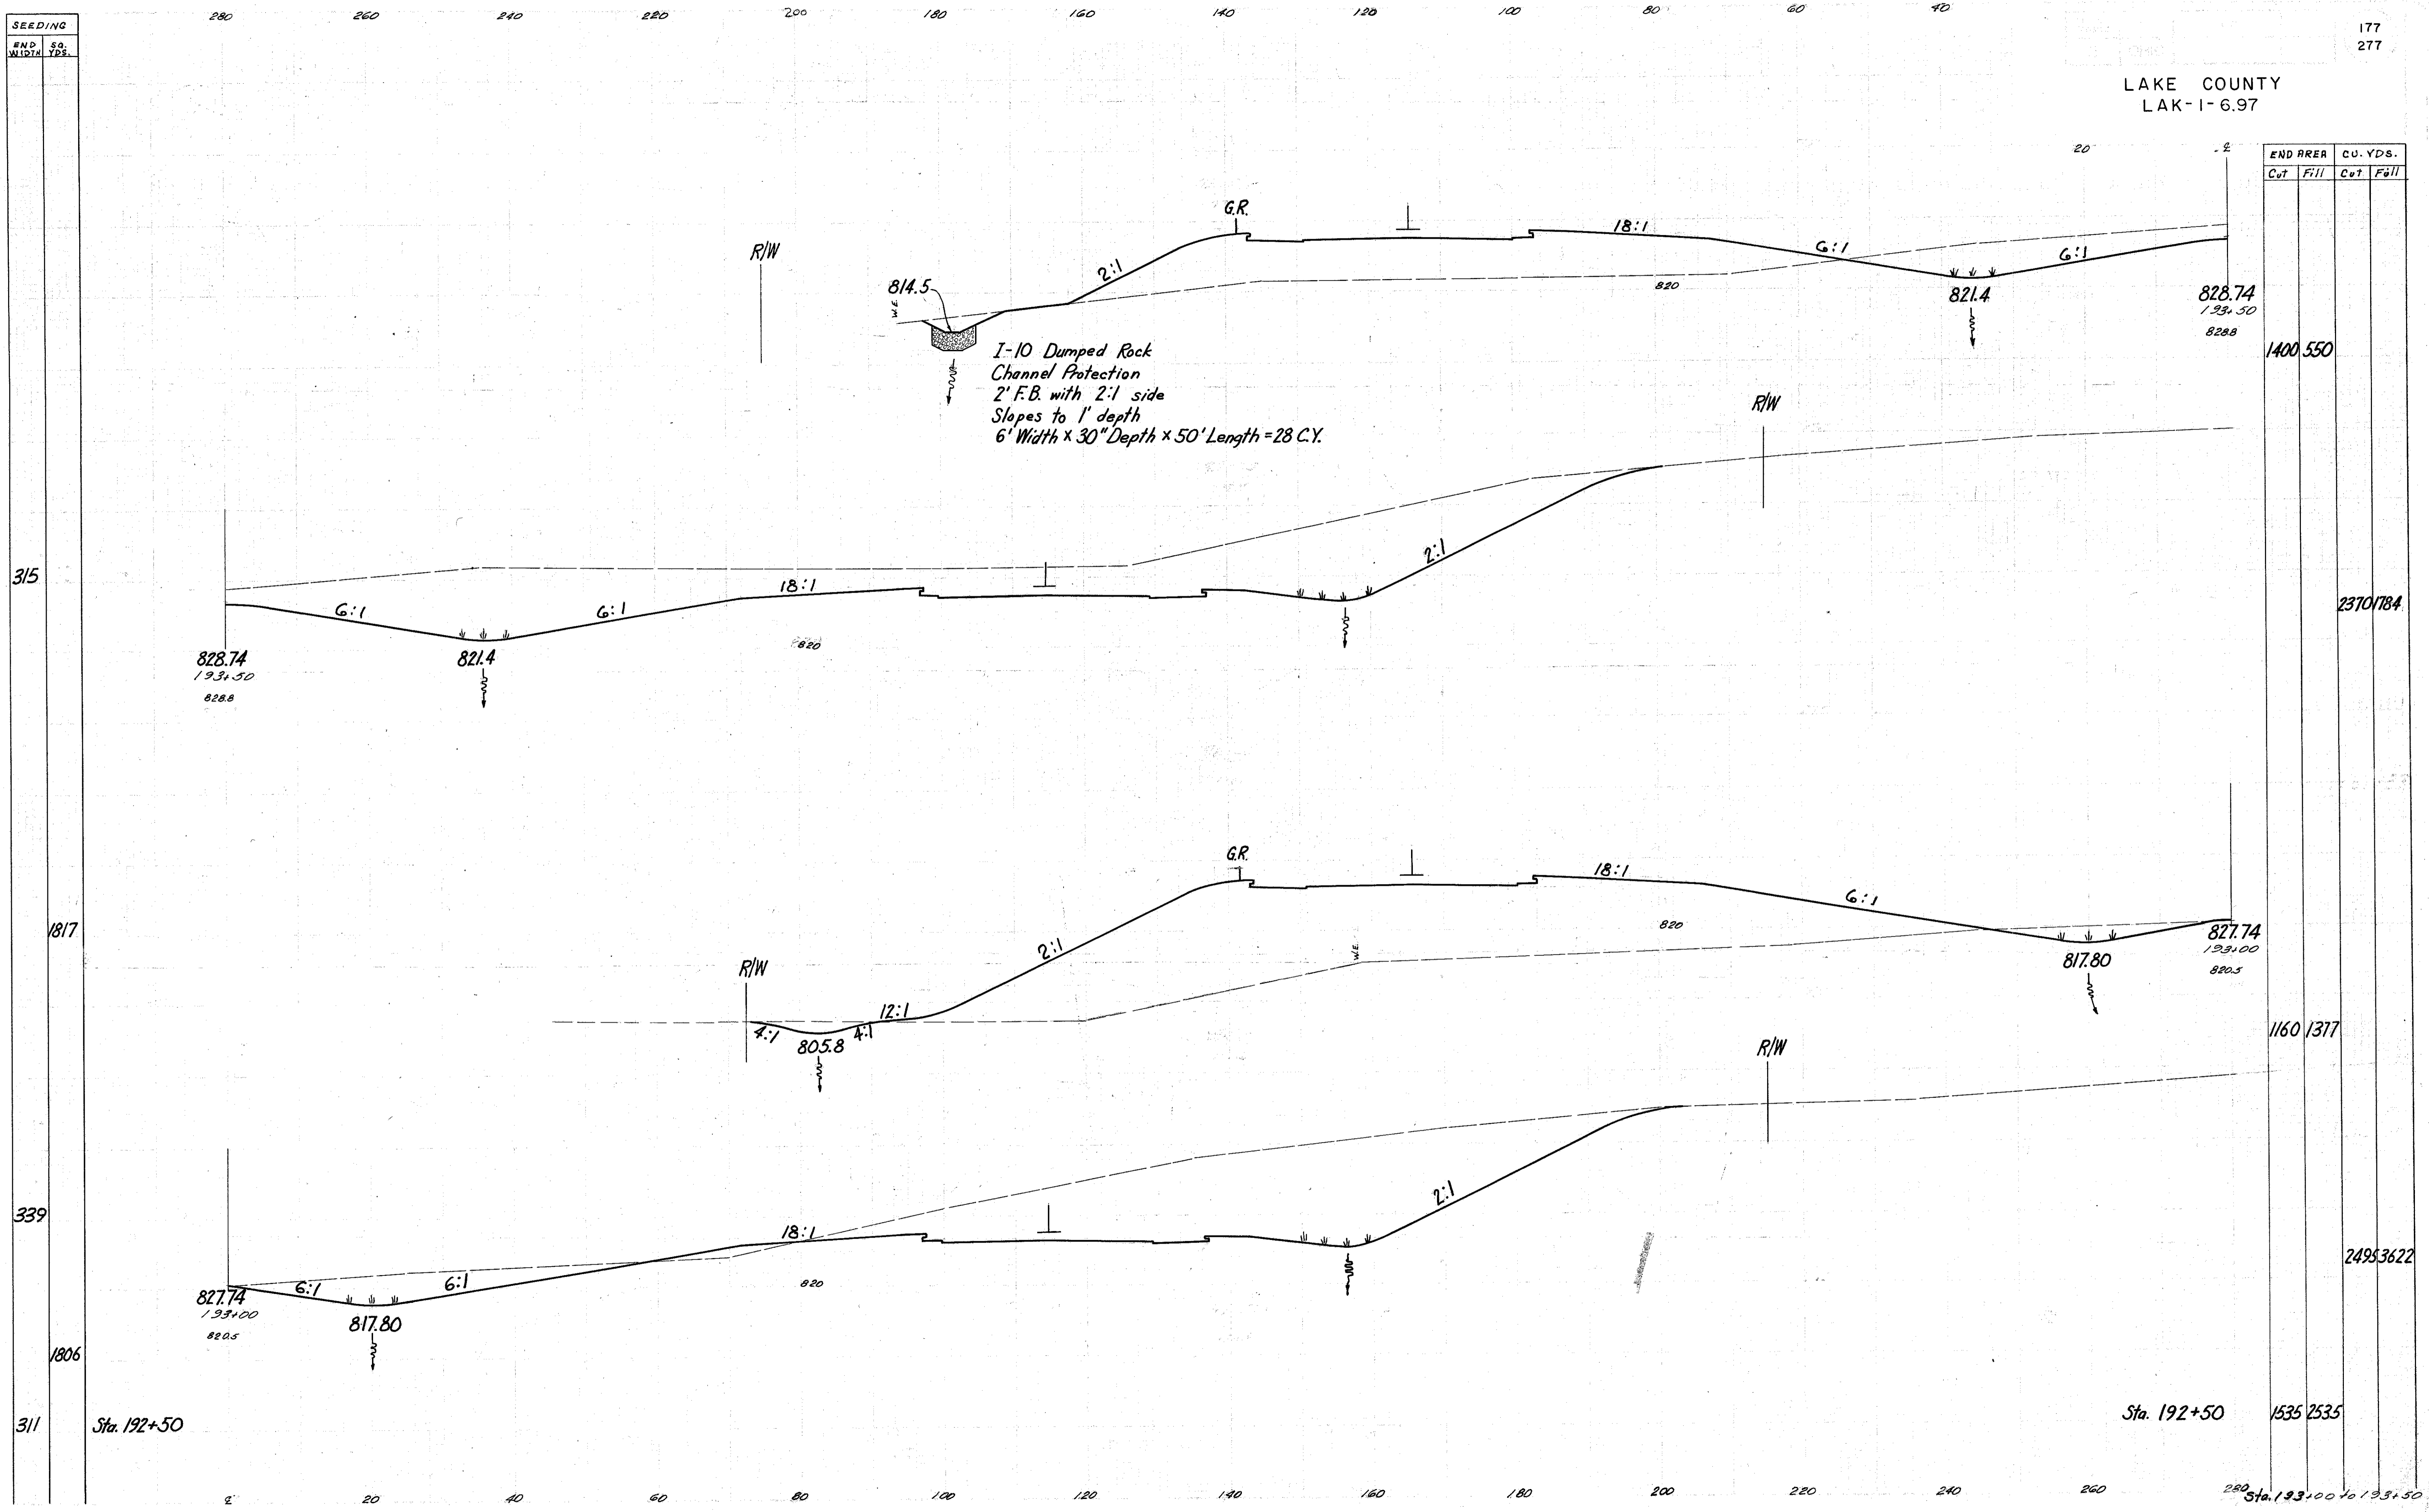 280 260 240 220 200 180 160 140 120 100 80 60 40
177
277
SEEDING
END WIDTH SQ. YDS.
LAKE COUNTY
LAK-1-6.97
20 ℄
END AREA CU. YDS.
Cut Fill Cut Fill
G.R.
18:1
R/W
6:1
6:1
2:1
814.5
W.E.
820
821.4
828.74
193+50
828.8
1400 550
I-10 Dumped Rock
Channel Protection
2' F.B. with 2:1 side
Slopes to 1' depth
6' Width x 30" Depth x 50' Length = 28 C.Y.
R/W
2:1
315
18:1
6:1
6:1
2370 1784
820
828.74
821.4
193+50
828.8
G.R.
18:1
6:1
1817
820
827.74
193+00
820.5
2:1
W.E.
817.80
R/W
12:1
4:1
4:1
805.8
1160 1377
R/W
2:1
339
18:1
2495 3622
6:1
6:1
820
827.74
193+00
820.5
817.80
1806
311 Sta. 192+50
Sta. 192+50 1535 2535
℄ 20 40 60 80 100 120 140 160 180 200 220 240 260 280
Sta. 193+00 to 193+50